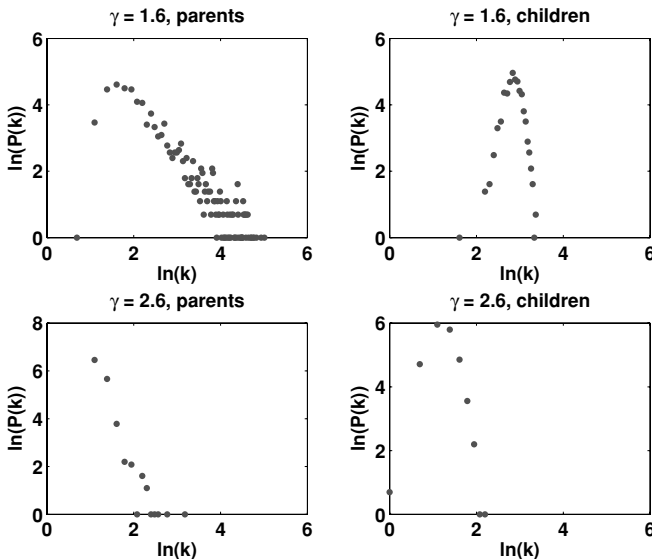 γ = 1.6, parents
6
4
2
0
0 2 4 6
ln(P(k))
ln(k)
γ = 1.6, children
6
4
2
0
0 2 4 6
ln(P(k))
ln(k)
γ = 2.6, parents
8
6
4
2
0
0 2 4 6
ln(P(k))
ln(k)
γ = 2.6, children
6
4
2
0
0 2 4 6
ln(P(k))
ln(k)